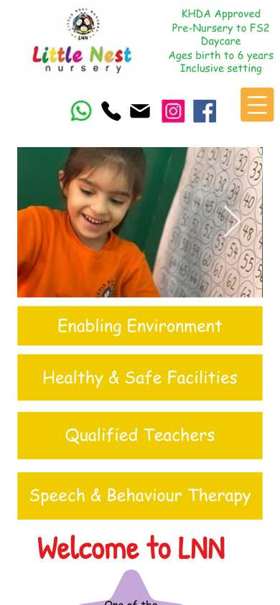 LNN
Little Nest
nursery
KHDA Approved
Pre-Nursery to FS2
Daycare
Ages birth to 6 years
Inclusive setting
Enabling Environment
Healthy & Safe Facilities
Qualified Teachers
Speech & Behaviour Therapy
Welcome to LNN
One of the